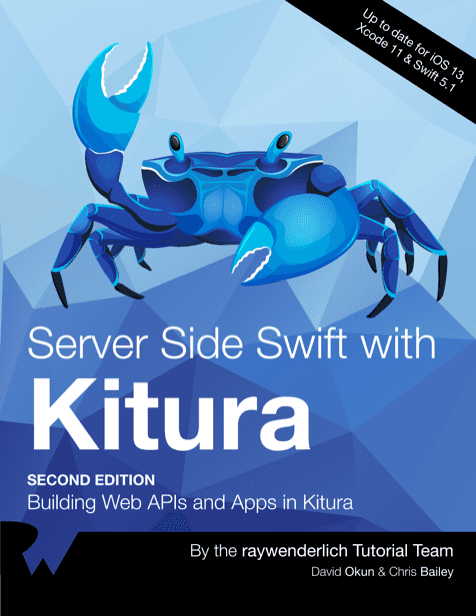 Up to date for iOS 13,
Xcode 11 & Swift 5.1
Server Side Swift with
Kitura
SECOND EDITION
Building Web APIs and Apps in Kitura
By the raywenderlich Tutorial Team
David Okun & Chris Bailey